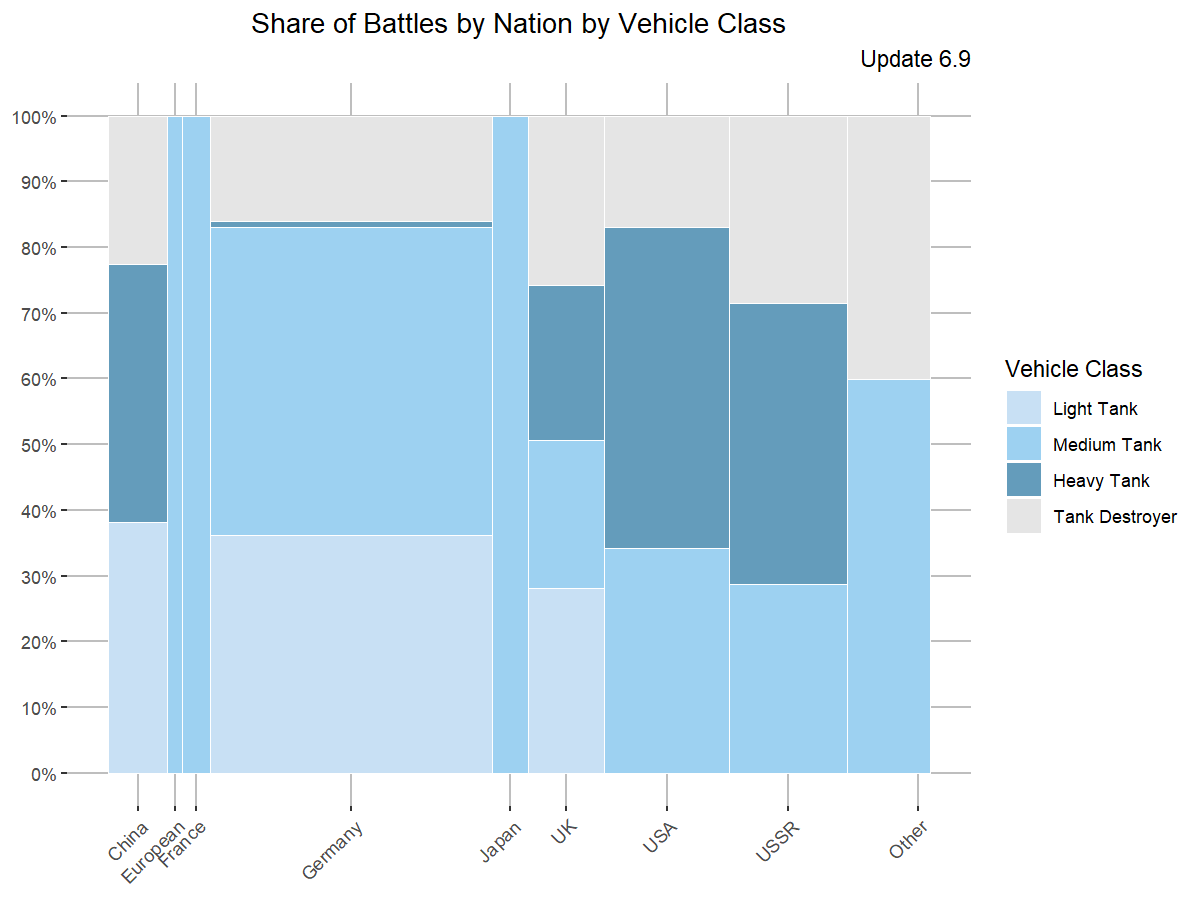 Share of Battles by Nation by Vehicle Class
Update 6.9
100%
90%
80%
70%
60%
50%
40%
30%
20%
10%
0%
China
European
France
Germany
Japan
UK
USA
USSR
Other
Vehicle Class
Light Tank
Medium Tank
Heavy Tank
Tank Destroyer